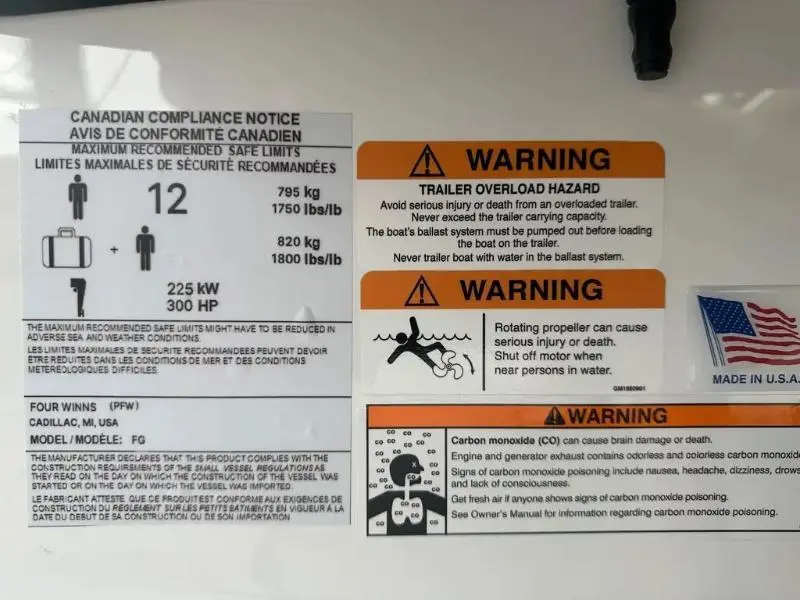 CANADIAN COMPLIANCE NOTICE
AVIS DE CONFORMITÉ CANADIEN
MAXIMUM RECOMMENDED SAFE LIMITS
LIMITES MAXIMALES DE SÉCURITÉ RECOMMANDÉES
12
795 kg
1750 lbs/lb
+
820 kg
1800 lbs/lb
225 kW
300 HP
THE MAXIMUM RECOMMENDED SAFE LIMITS MIGHT HAVE TO BE REDUCED IN
ADVERSE SEA AND WEATHER CONDITIONS.
LES LIMITES MAXIMALES DE SECURITE RECOMMANDEES PEUVENT DEVOIR
ETRE REDUITES DANS LES CONDITIONS DE MER ET DES CONDITIONS
METEREOLOGIQUES DIFFICILES.
FOUR WINNS (PFW)
CADILLAC, MI, USA
MODEL / MODÈLE: FG
THE MANUFACTURER DECLARES THAT THIS PRODUCT COMPLIES WITH THE
CONSTRUCTION REQUIREMENTS OF THE SMALL VESSEL REGULATIONS AS
THEY READ ON THE DAY ON WHICH THE CONSTRUCTION OF THE VESSEL WAS
STARTED OR ON THE DAY ON WHICH THE VESSEL WAS IMPORTED.
LE FABRICANT ATTESTE QUE CE PRODUIT EST CONFORME AUX EXIGENCES DE
CONSTRUCTION DU REGLEMENT SUR LES PETITS BATIMENTS EN VIGUEUR À LA
DATE DU DEBUT DE SA CONSTRUCTION OU DE SON IMPORTATION
WARNING
TRAILER OVERLOAD HAZARD
Avoid serious injury or death from an overloaded trailer.
Never exceed the trailer carrying capacity.
The boat's ballast system must be pumped out before loading
the boat on the trailer.
Never trailer boat with water in the ballast system.
WARNING
Rotating propeller can cause
serious injury or death.
Shut off motor when
near persons in water.
MADE IN U.S.A.
WARNING
Carbon monoxide (CO) can cause brain damage or death.
Engine and generator exhaust contains odorless and colorless carbon monoxide
Signs of carbon monoxide poisoning include nausea, headache, dizziness, drows
and lack of consciousness.
Get fresh air if anyone shows signs of carbon monoxide poisoning.
See Owner's Manual for information regarding carbon monoxide poisoning.